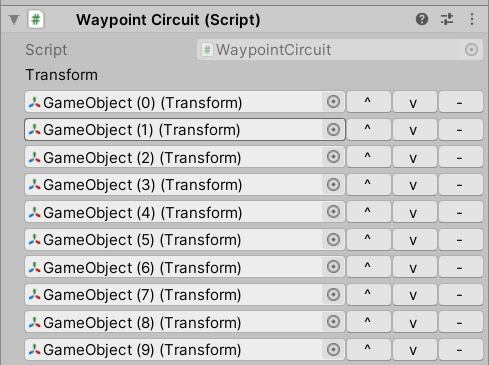 Waypoint Circuit (Script)
Script WaypointCircuit
Transform
GameObject (0) (Transform) ^ v -
GameObject (1) (Transform) ^ v -
GameObject (2) (Transform) ^ v -
GameObject (3) (Transform) ^ v -
GameObject (4) (Transform) ^ v -
GameObject (5) (Transform) ^ v -
GameObject (6) (Transform) ^ v -
GameObject (7) (Transform) ^ v -
GameObject (8) (Transform) ^ v -
GameObject (9) (Transform) ^ v -